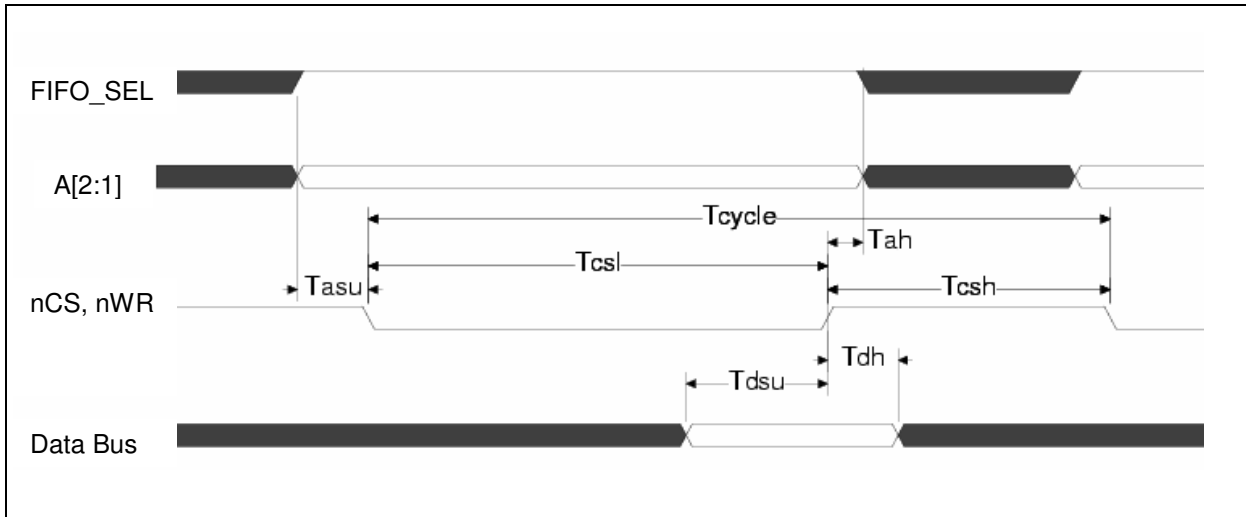 FIFO_SEL
A[2:1]
Tcycle
Tah
Tcsl
Tasu
Tcsh
nCS, nWR
Tdh
Tdsu
Data Bus